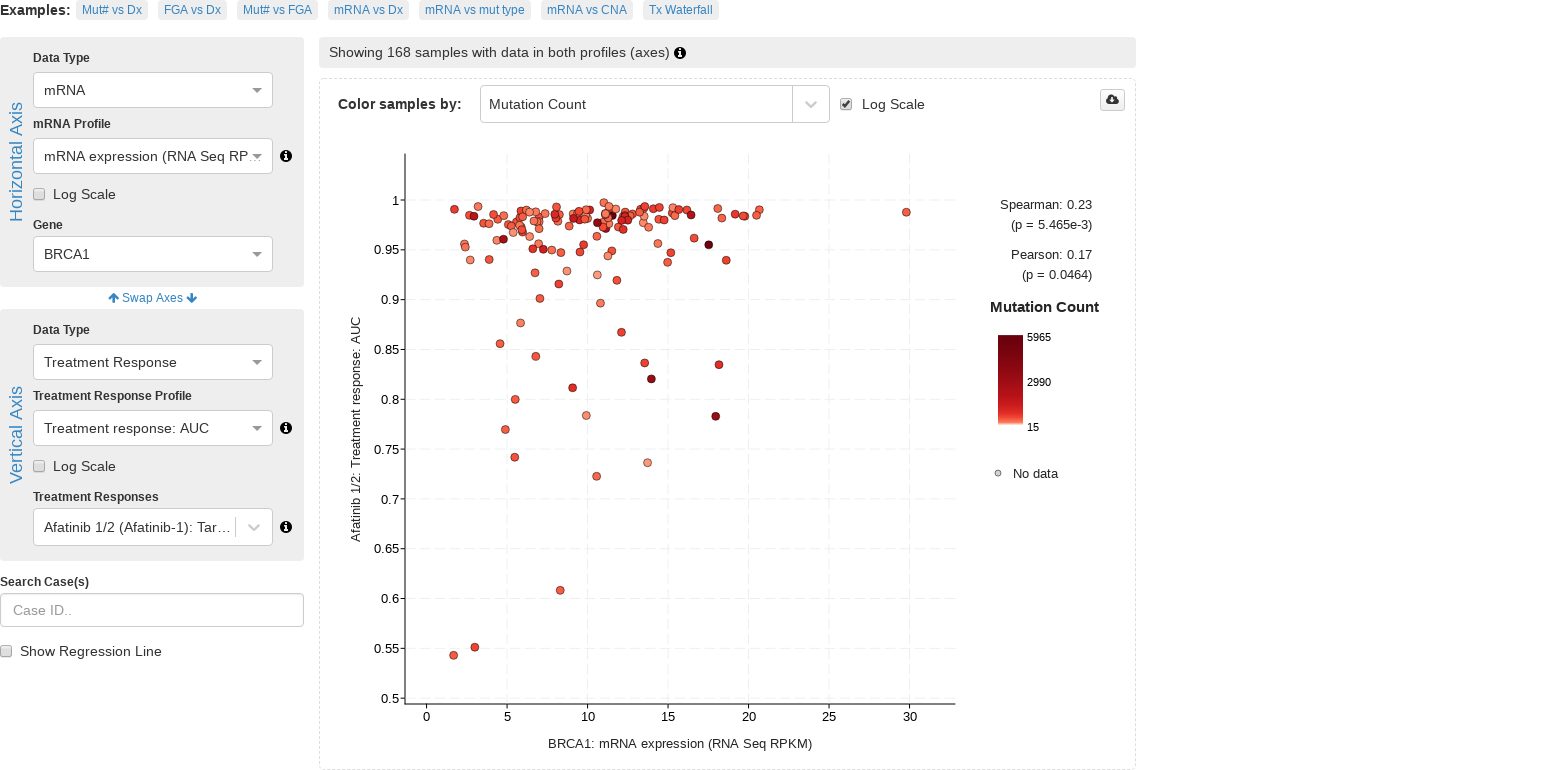 Examples: Mut# vs Dx FGA vs Dx Mut# vs FGA mRNA vs Dx mRNA vs mut type mRNA vs CNA Tx Waterfall
Horizontal Axis
Data Type
mRNA
mRNA Profile
mRNA expression (RNA Seq RP...
Log Scale
Gene
BRCA1
Swap Axes
Vertical Axis
Data Type
Treatment Response
Treatment Response Profile
Treatment response: AUC
Log Scale
Treatment Responses
Afatinib 1/2 (Afatinib-1): Tar...
Search Case(s)
Case ID..
Show Regression Line
Showing 168 samples with data in both profiles (axes)
Color samples by: Mutation Count Log Scale
Afatinib 1/2: Treatment response: AUC
1
0.95
0.9
0.85
0.8
0.75
0.7
0.65
0.6
0.55
0.5
0 5 10 15 20 25 30
BRCA1: mRNA expression (RNA Seq RPKM)
Spearman: 0.23
(p = 5.465e-3)
Pearson: 0.17
(p = 0.0464)
Mutation Count
5965
2990
15
No data